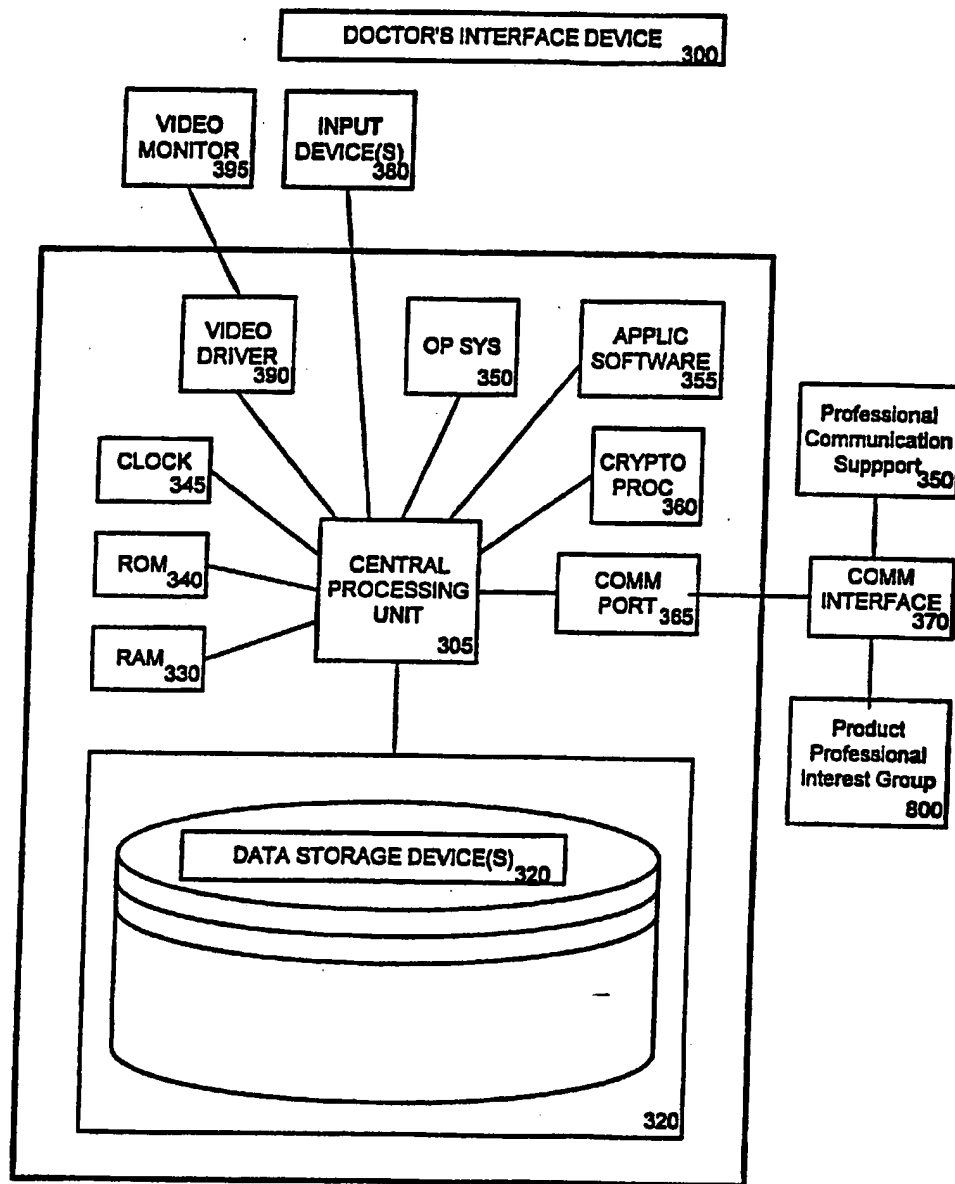 DOCTOR'S INTERFACE DEVICE
300
VIDEO
MONITOR
395
INPUT
DEVICE(S)
380
VIDEO
DRIVER
390
OP SYS
350
APPLIC
SOFTWARE
355
CLOCK
345
CRYPTO
PROC
360
ROM
340
CENTRAL
PROCESSING
UNIT
305
COMM
PORT
365
RAM
330
Professional
Communication
Suppport
350
COMM
INTERFACE
370
Product
Professional
Interest Group
800
DATA STORAGE DEVICE(S)
320
320